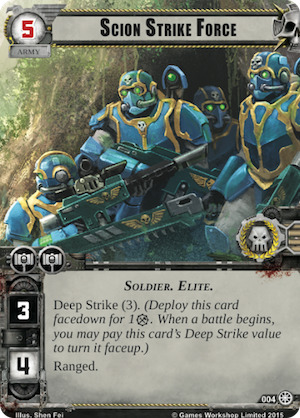 5
SCION STRIKE FORCE
ARMY
SOLDIER. ELITE.
3
Deep Strike (3). (Deploy this card
facedown for 1. When a battle begins,
you may pay this card's Deep Strike value
to turn it faceup.)
4
Ranged.
004
Illus. Shen Fei
© Games Workshop Limited 2015